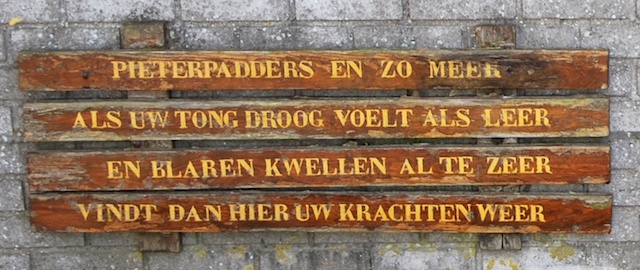 PIETERPADDERS EN ZO MEER
ALS UW TONG DROOG VOELT ALS LEER
EN BLAREN KWELLEN AL TE ZEER
VINDT DAN HIER UW KRACHTEN WEER